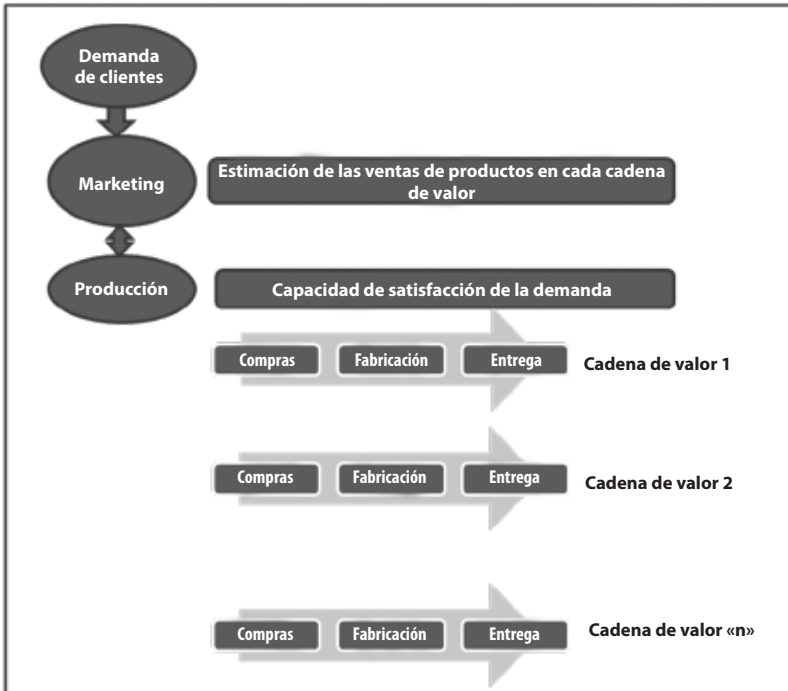 Demanda
de clientes
Marketing
Estimación de las ventas de productos en cada cadena
de valor
Producción
Capacidad de satisfacción de la demanda
Compras
Fabricación
Entrega
Cadena de valor 1
Compras
Fabricación
Entrega
Cadena de valor 2
Compras
Fabricación
Entrega
Cadena de valor «n»